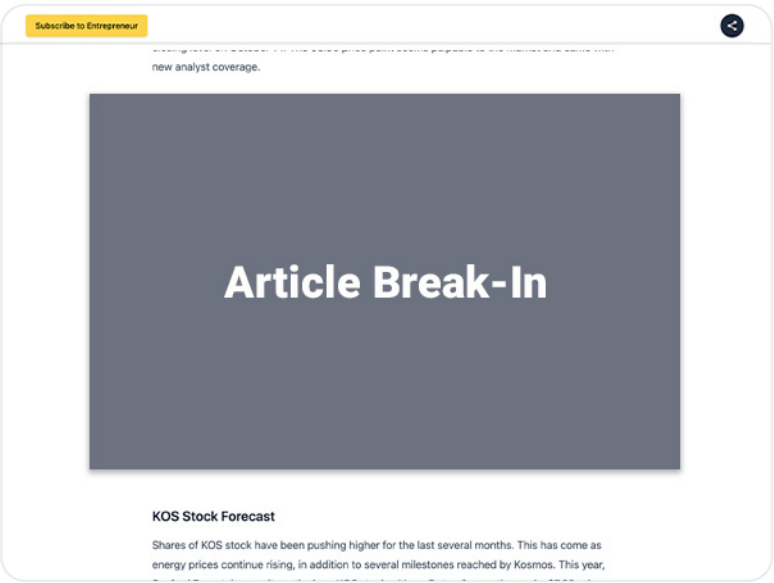 Subscribe to Entrepreneur
new analyst coverage.
Article Break-In
KOS Stock Forecast
Shares of KOS stock have been pushing higher for the last several months. This has come as
energy prices continue rising, in addition to several milestones reached by Kosmos. This year,